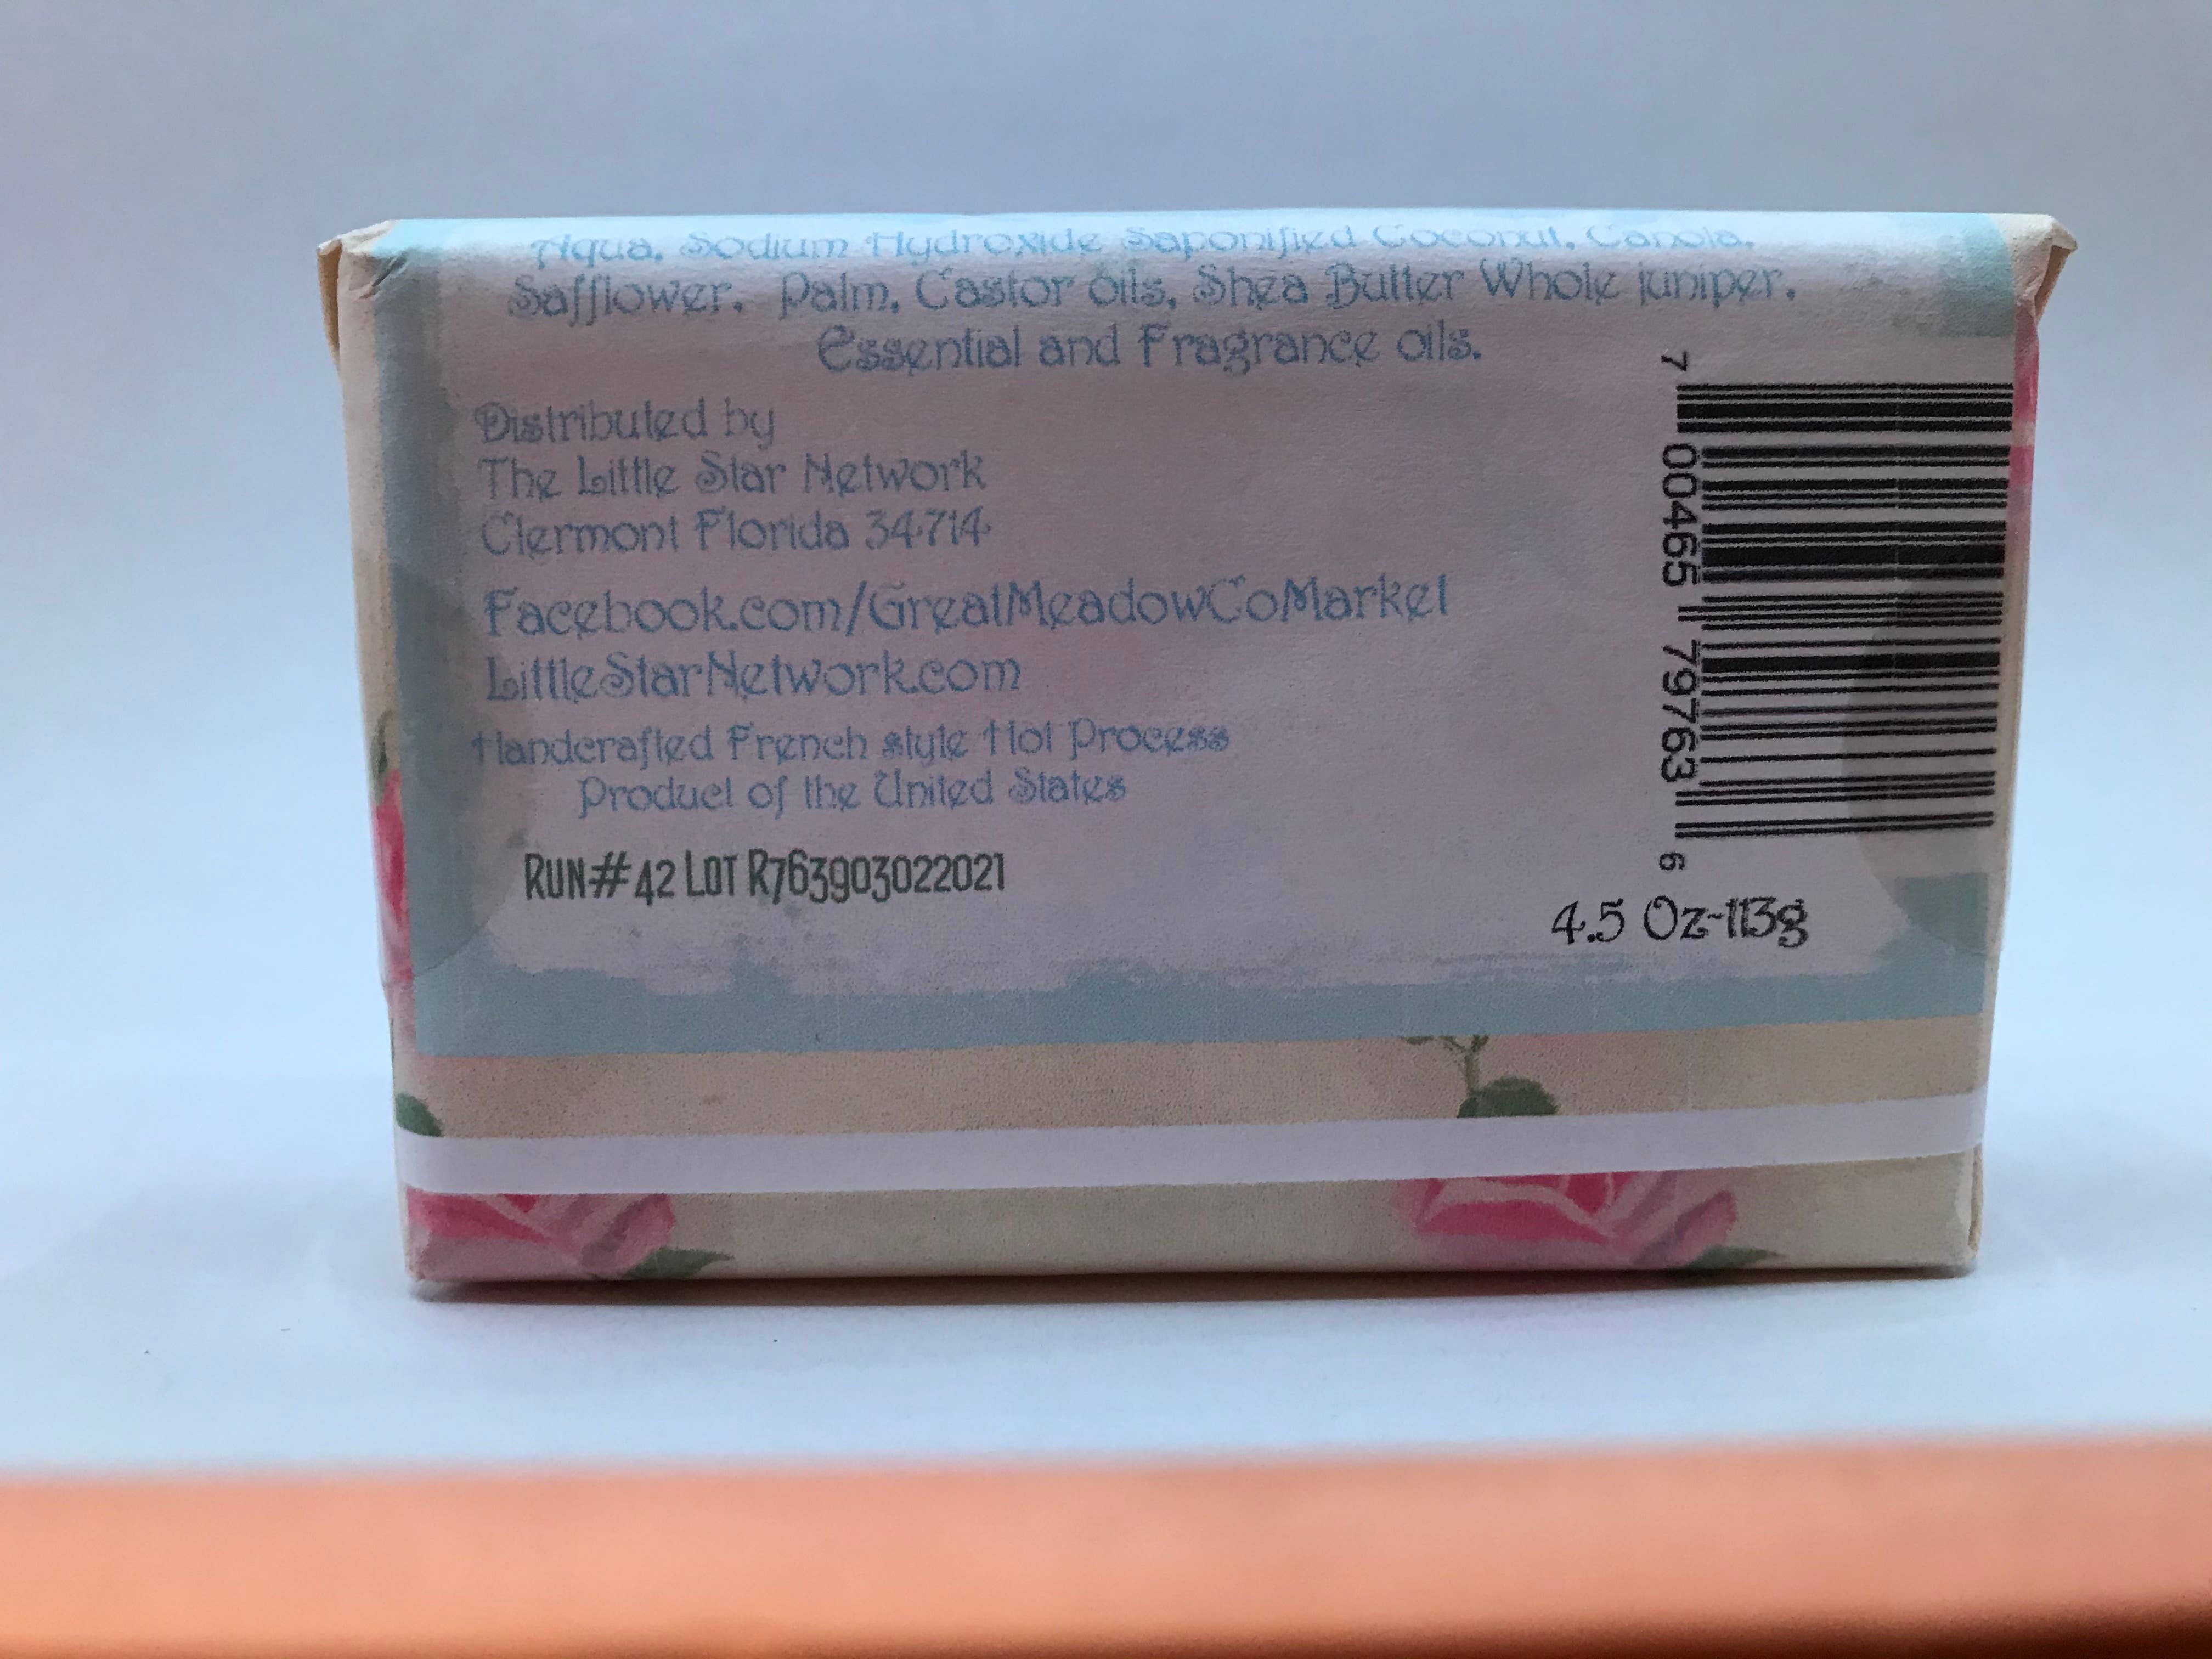 Aqua, Sodium Hydroxide Saponified Coconut, Canola,
Safflower, Palm, Castor oils, Shea Butter Whole juniper,
Essential and Fragrance oils.
Distributed by
The Little Star Network
Clermont Florida 34714
Facebook.com/GreatMeadowCoMarket
LittleStarNetwork.com
Handcrafted French style Hot Process
Product of the United States
RUN#42 LOT R763903022021
7 00465 79763 6
4.5 Oz-113g